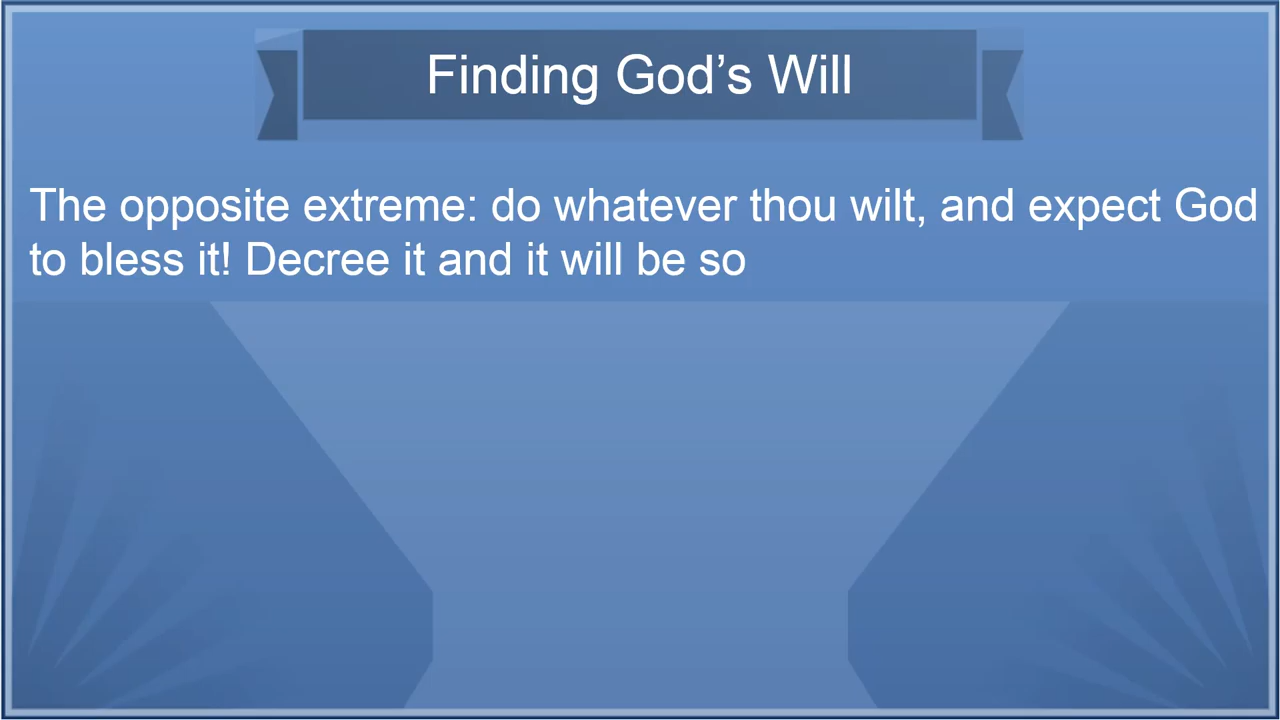 Finding God’s Will
The opposite extreme: do whatever thou wilt, and expect God
to bless it! Decree it and it will be so